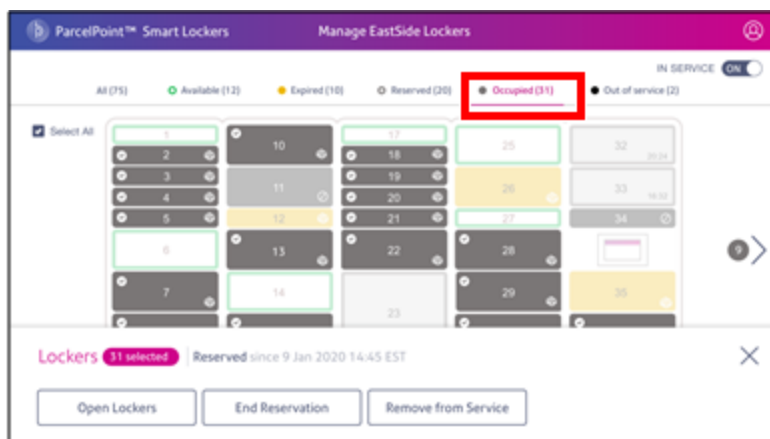 ParcelPoint™ Smart Lockers Manage EastSide Lockers
IN SERVICE ON
All (75) Available (12) Expired (10) Reserved (20) Occupied (31) Out of service (2)
Select All
1 10 17 25 32
2 18
3 11 19 26 33
4 20
5 12 21 27 34
6 13 22 28
7 14 23 29 35
9
Lockers 31 selected Reserved since 9 Jan 2020 14:45 EST
Open Lockers End Reservation Remove from Service